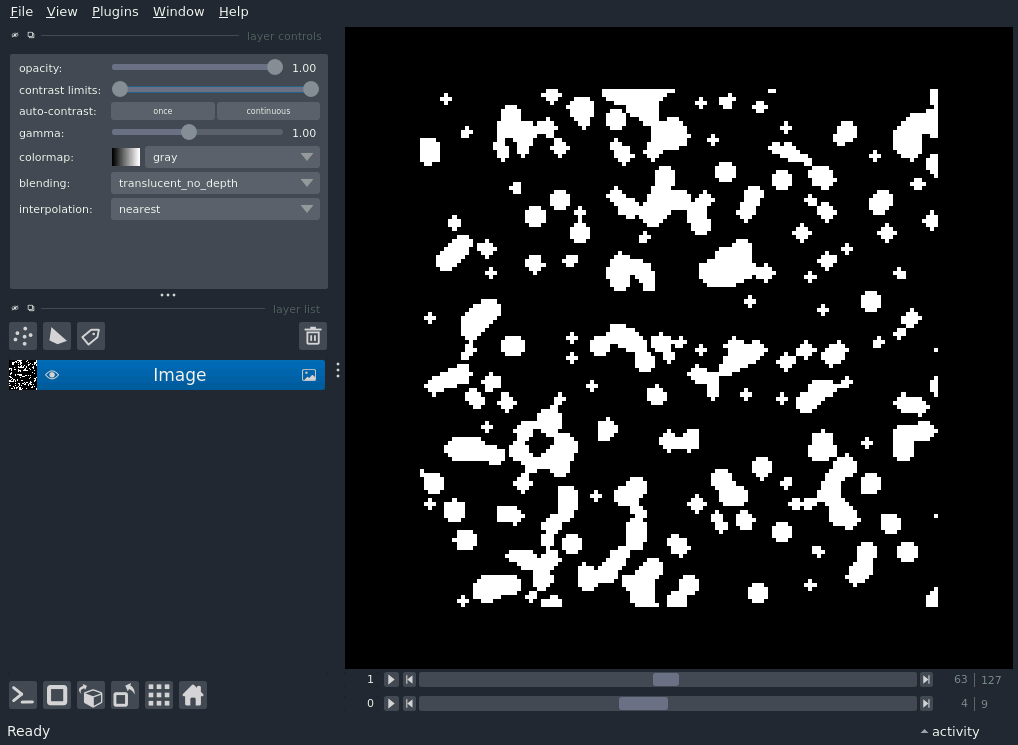 File View Plugins Window Help
layer controls
opacity: 1.00
contrast limits:
auto-contrast: once continuous
gamma: 1.00
colormap: gray
blending: translucent_no_depth
interpolation: nearest
layer list
Image
1 63 127
0 4 9
Ready activity